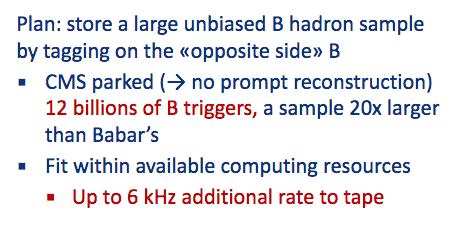 Plan: store a large unbiased B hadron sample
by tagging on the «opposite side» B
▪ CMS parked (→ no prompt reconstruction)
12 billions of B triggers, a sample 20x larger
than Babar’s
▪ Fit within available computing resources
▪ Up to 6 kHz additional rate to tape